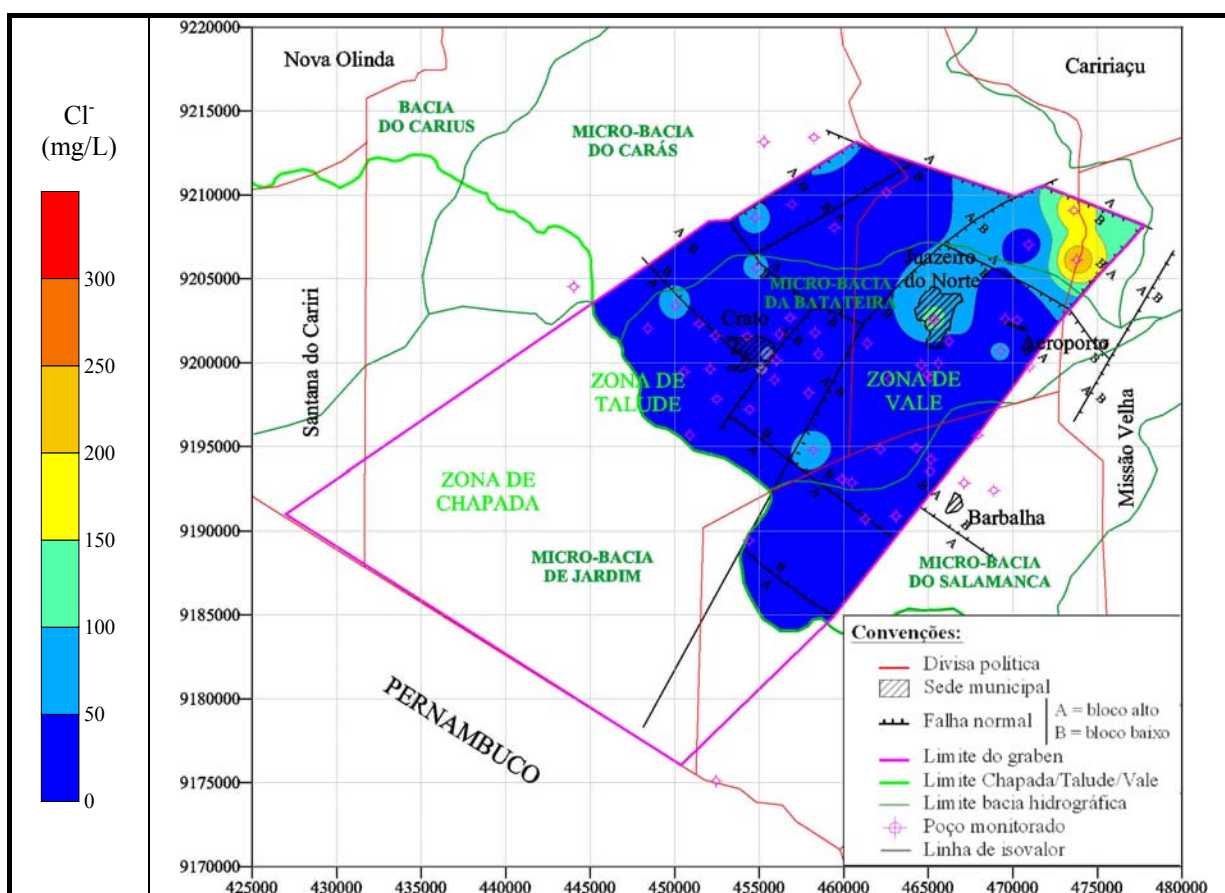 Cl-
(mg/L)
300
250
200
150
100
50
0
9220000
9215000
9210000
9205000
9200000
9195000
9190000
9185000
9180000
9175000
9170000
425000
430000
435000
440000
445000
450000
455000
460000
465000
470000
475000
480000
Nova Olinda
Caririaçu
BACIA
DO CARIUS
MICRO-BACIA
DO CARÁS
Juazeiro
do Norte
MICRO-BACIA
DA BATATEIRA
Santana do Cariri
Crato
Aeroporto
ZONA DE
TALUDE
ZONA DE
VALE
Missão Velha
ZONA DE
CHAPADA
Barbalha
MICRO-BACIA
DE JARDIM
MICRO-BACIA
DO SALAMANCA
PERNAMBUCO
Convenções:
Divisa política
Sede municipal
Falha normal
A = bloco alto
B = bloco baixo
Limite do graben
Limite Chapada/Talude/Vale
Limite bacia hidrográfica
Poço monitorado
Linha de isovalor